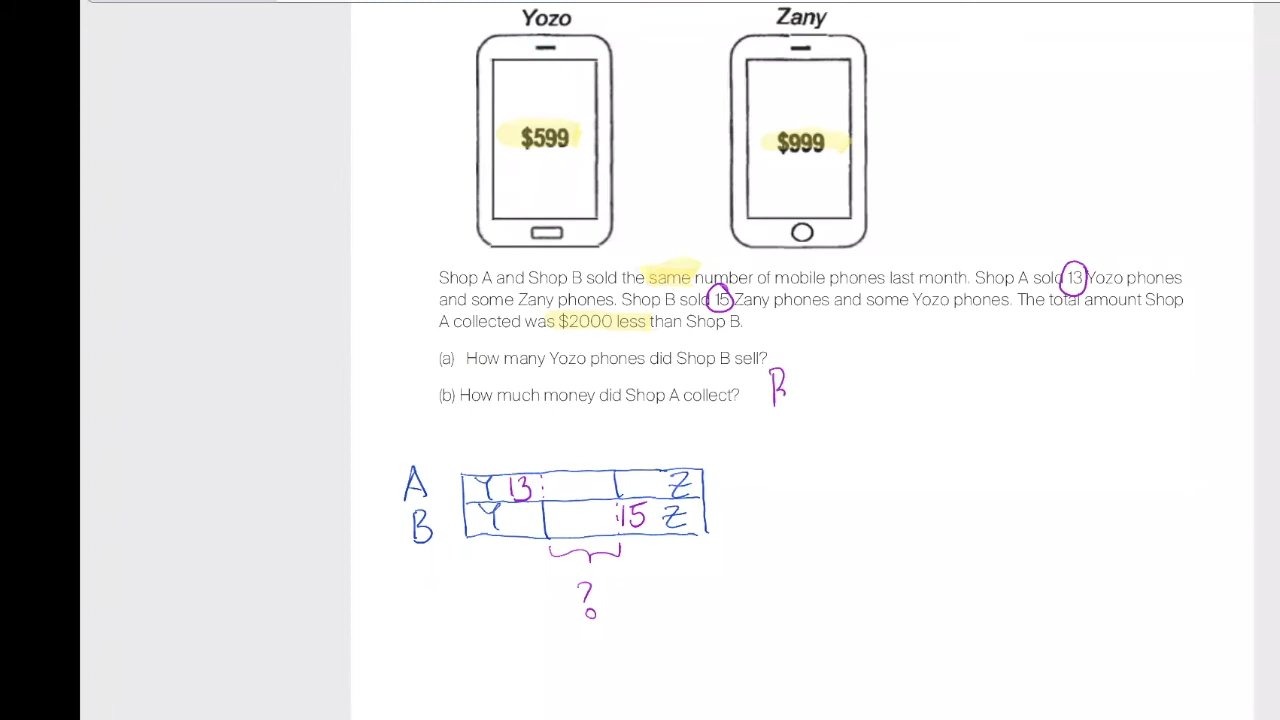 Yozo Zany
$599 $999
Shop A and Shop B sold the same number of mobile phones last month. Shop A sold 13 Yozo phones
and some Zany phones. Shop B sold 15 Zany phones and some Yozo phones. The total amount Shop
A collected was $2000 less than Shop B.
(a) How many Yozo phones did Shop B sell?
(b) How much money did Shop A collect?
A Y 13 Z
B Y 15 Z
?